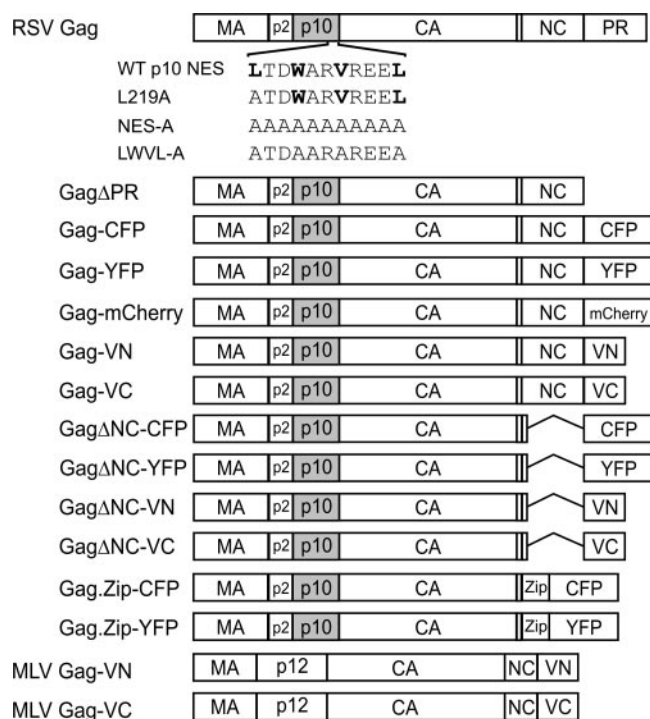 RSV Gag MA p2 p10 CA NC PR
WT p10 NES LTDWARVREEL
L219A ATDWARVREEL
NES-A AAAAAAAAAAA
LWVL-A ATDAARAREEA
GagΔPR MA p2 p10 CA NC
Gag-CFP MA p2 p10 CA NC CFP
Gag-YFP MA p2 p10 CA NC YFP
Gag-mCherry MA p2 p10 CA NC mCherry
Gag-VN MA p2 p10 CA NC VN
Gag-VC MA p2 p10 CA NC VC
GagΔNC-CFP MA p2 p10 CA CFP
GagΔNC-YFP MA p2 p10 CA YFP
GagΔNC-VN MA p2 p10 CA VN
GagΔNC-VC MA p2 p10 CA VC
Gag.Zip-CFP MA p2 p10 CA Zip CFP
Gag.Zip-YFP MA p2 p10 CA Zip YFP
MLV Gag-VN MA p12 CA NC VN
MLV Gag-VC MA p12 CA NC VC